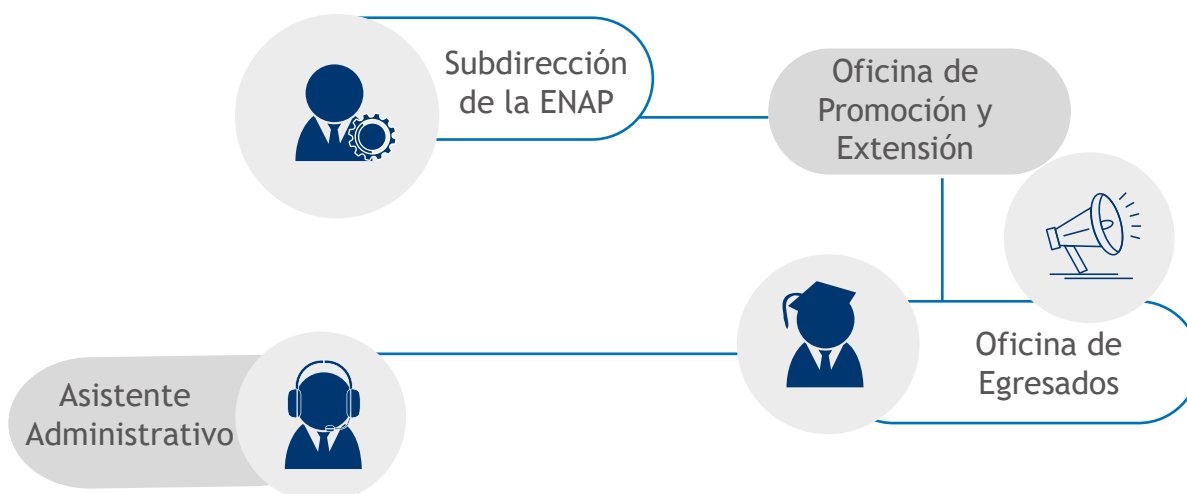 Subdirección
de la ENAP
Oficina de
Promoción y
Extensión
Oficina de
Egresados
Asistente
Administrativo